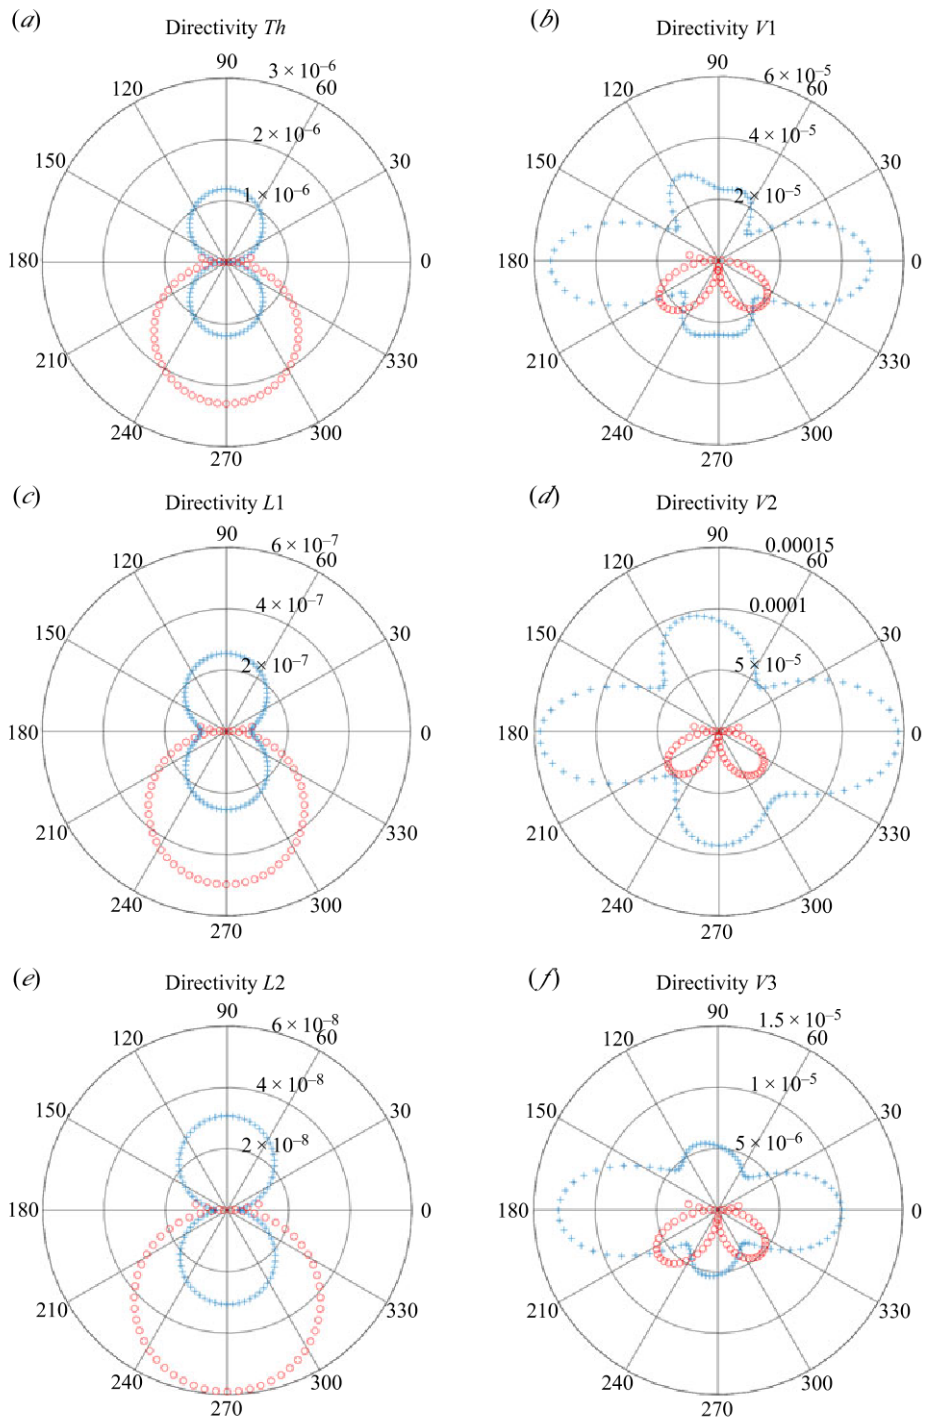 (a)
Directivity Th
90
3 × 10⁻⁶
120
60
2 × 10⁻⁶
150
30
1 × 10⁻⁶
180
0
210
330
240
300
270
(b)
Directivity V1
90
6 × 10⁻⁵
120
60
4 × 10⁻⁵
150
30
2 × 10⁻⁵
180
0
210
330
240
300
270
(c)
Directivity L1
90
6 × 10⁻⁷
120
60
4 × 10⁻⁷
150
30
2 × 10⁻⁷
180
0
210
330
240
300
270
(d)
Directivity V2
90
0.00015
120
60
0.0001
150
30
5 × 10⁻⁵
180
0
210
330
240
300
270
(e)
Directivity L2
90
6 × 10⁻⁸
120
60
4 × 10⁻⁸
150
30
2 × 10⁻⁸
180
0
210
330
240
300
270
(f)
Directivity V3
90
1.5 × 10⁻⁵
120
60
1 × 10⁻⁵
150
30
5 × 10⁻⁶
180
0
210
330
240
300
270